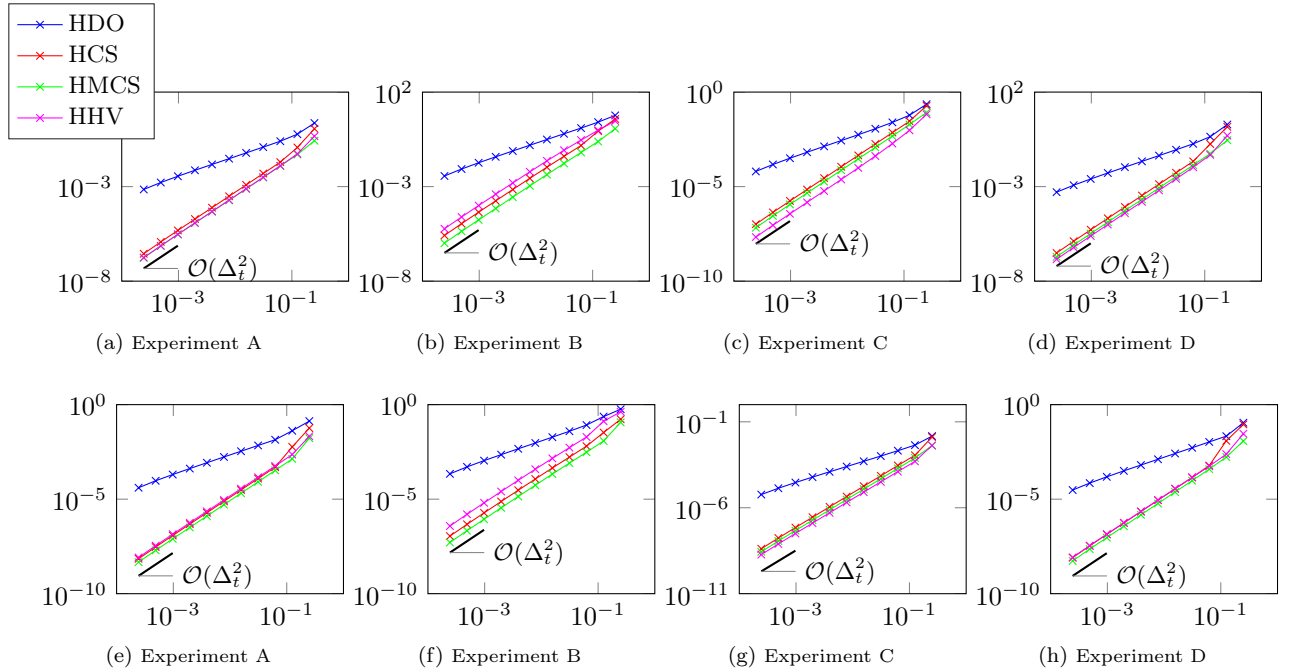 HDO
HCS
HMCS
HHV
10^{-3}
10^{-8}
10^{-3} 10^{-1}
O(Δ_t^2)
(a) Experiment A
10^{2}
10^{-3}
10^{-8}
10^{-3} 10^{-1}
O(Δ_t^2)
(b) Experiment B
10^{0}
10^{-5}
10^{-10}
10^{-3} 10^{-1}
O(Δ_t^2)
(c) Experiment C
10^{2}
10^{-3}
10^{-8}
10^{-3} 10^{-1}
O(Δ_t^2)
(d) Experiment D
10^{0}
10^{-5}
10^{-10}
10^{-3} 10^{-1}
O(Δ_t^2)
(e) Experiment A
10^{0}
10^{-5}
10^{-10}
10^{-3} 10^{-1}
O(Δ_t^2)
(f) Experiment B
10^{-1}
10^{-6}
10^{-11}
10^{-3} 10^{-1}
O(Δ_t^2)
(g) Experiment C
10^{0}
10^{-5}
10^{-10}
10^{-3} 10^{-1}
O(Δ_t^2)
(h) Experiment D